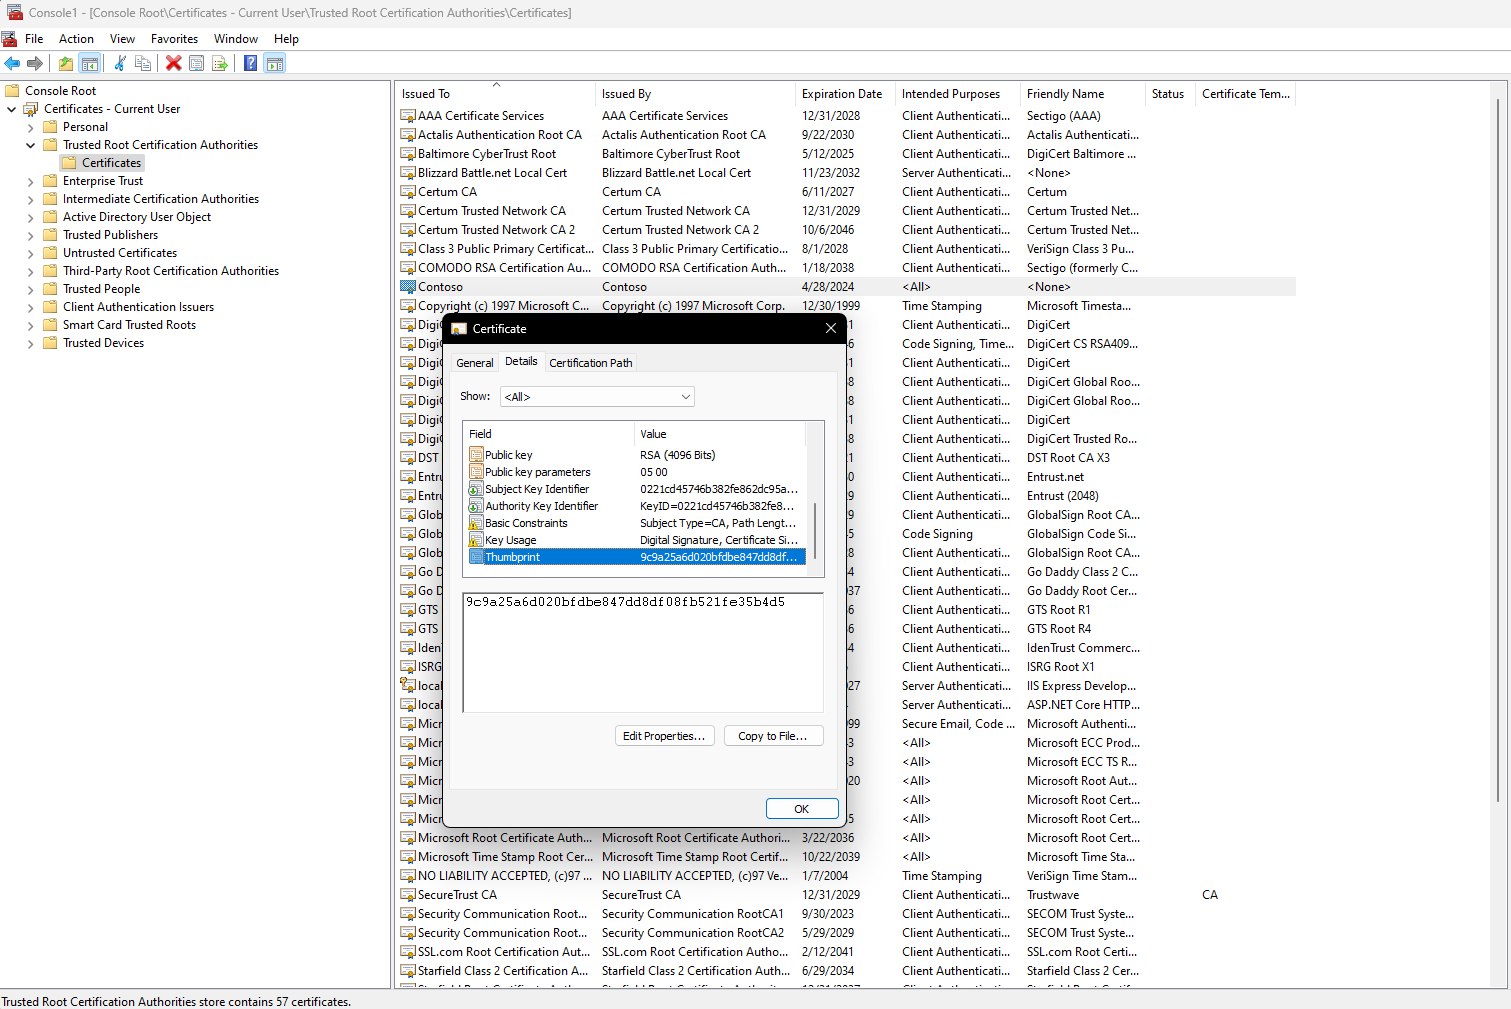 Console1 - [Console Root\Certificates - Current User\Trusted Root Certification Authorities\Certificates]
File Action View Favorites Window Help
Console Root
Certificates - Current User
Personal
Trusted Root Certification Authorities
Certificates
Enterprise Trust
Intermediate Certification Authorities
Active Directory User Object
Trusted Publishers
Untrusted Certificates
Third-Party Root Certification Authorities
Trusted People
Client Authentication Issuers
Smart Card Trusted Roots
Trusted Devices
Issued To Issued By Expiration Date Intended Purposes Friendly Name Status Certificate Tem...
AAA Certificate Services AAA Certificate Services 12/31/2028 Client Authenticati... Sectigo (AAA)
Actalis Authentication Root CA Actalis Authentication Root CA 9/22/2030 Client Authenticati... Actalis Authenticati...
Baltimore CyberTrust Root Baltimore CyberTrust Root 5/12/2025 Client Authenticati... DigiCert Baltimore ...
Blizzard Battle.net Local Cert Blizzard Battle.net Local Cert 11/23/2032 Server Authenticati... <None>
Certum CA Certum CA 6/11/2027 Client Authenticati... Certum
Certum Trusted Network CA Certum Trusted Network CA 12/31/2029 Client Authenticati... Certum Trusted Net...
Certum Trusted Network CA 2 Certum Trusted Network CA 2 10/6/2046 Client Authenticati... Certum Trusted Net...
Class 3 Public Primary Certificat... Class 3 Public Primary Certificatio... 8/1/2028 Client Authenticati... VeriSign Class 3 Pu...
COMODO RSA Certification Au... COMODO RSA Certification Auth... 1/18/2038 Client Authenticati... Sectigo (formerly C...
Contoso Contoso 4/28/2024 <All> <None>
Copyright (c) 1997 Microsoft C... Copyright (c) 1997 Microsoft Corp. 12/30/1999 Time Stamping Microsoft Timesta...
DigiC 1 Client Authenticati... DigiCert
DigiC 6 Code Signing, Time... DigiCert CS RSA409...
DigiC 1 Client Authenticati... DigiCert
DigiC 8 Client Authenticati... DigiCert Global Roo...
DigiC 8 Client Authenticati... DigiCert Global Roo...
DigiC 1 Client Authenticati... DigiCert
DigiC 8 Client Authenticati... DigiCert Trusted Ro...
DST 1 Client Authenticati... DST Root CA X3
Entru 0 Client Authenticati... Entrust.net
Entru 9 Client Authenticati... Entrust (2048)
Glob 9 Client Authenticati... GlobalSign Root CA...
Glob 5 Code Signing GlobalSign Code Si...
Glob 8 Client Authenticati... GlobalSign Root CA...
Go D 4 Client Authenticati... Go Daddy Class 2 C...
Go D 37 Client Authenticati... Go Daddy Root Cer...
GTS 6 Client Authenticati... GTS Root R1
GTS 6 Client Authenticati... GTS Root R4
Iden 4 Client Authenticati... IdenTrust Commerc...
ISRG Client Authenticati... ISRG Root X1
loca 27 Server Authenticati... IIS Express Develop...
loca Server Authenticati... ASP.NET Core HTTP...
Micr 99 Secure Email, Code ... Microsoft Authenti...
Micr 3 <All> Microsoft ECC Prod...
Micr 3 <All> Microsoft ECC TS R...
Micr 20 <All> Microsoft Root Aut...
Micr <All> Microsoft Root Cert...
Micr 5 <All> Microsoft Root Cert...
Microsoft Root Certificate Auth... Microsoft Root Certificate Authori... 3/22/2036 <All> Microsoft Root Cert...
Microsoft Time Stamp Root Cer... Microsoft Time Stamp Root Certif... 10/22/2039 <All> Microsoft Time Sta...
NO LIABILITY ACCEPTED, (c)97 ... NO LIABILITY ACCEPTED, (c)97 Ve... 1/7/2004 Time Stamping VeriSign Time Stam...
SecureTrust CA SecureTrust CA 12/31/2029 Client Authenticati... Trustwave CA
Security Communication Root... Security Communication RootCA1 9/30/2023 Client Authenticati... SECOM Trust Syste...
Security Communication Root... Security Communication RootCA2 5/29/2029 Client Authenticati... SECOM Trust Syste...
SSL.com Root Certification Aut... SSL.com Root Certification Autho... 2/12/2041 Client Authenticati... SSL.com Root Certi...
Starfield Class 2 Certification A... Starfield Class 2 Certification Auth... 6/29/2034 Client Authenticati... Starfield Class 2 Cer...
Certificate
General Details Certification Path
Show: <All>
Field Value
Public key RSA (4096 Bits)
Public key parameters 05 00
Subject Key Identifier 0221cd45746b382fe862dc95a...
Authority Key Identifier KeyID=0221cd45746b382fe8...
Basic Constraints Subject Type=CA, Path Lengt...
Key Usage Digital Signature, Certificate Si...
Thumbprint 9c9a25a6d020bfdbe847dd8df...
9c9a25a6d020bfdbe847dd8df08fb521fe35b4d5
Edit Properties... Copy to File...
OK
Trusted Root Certification Authorities store contains 57 certificates.